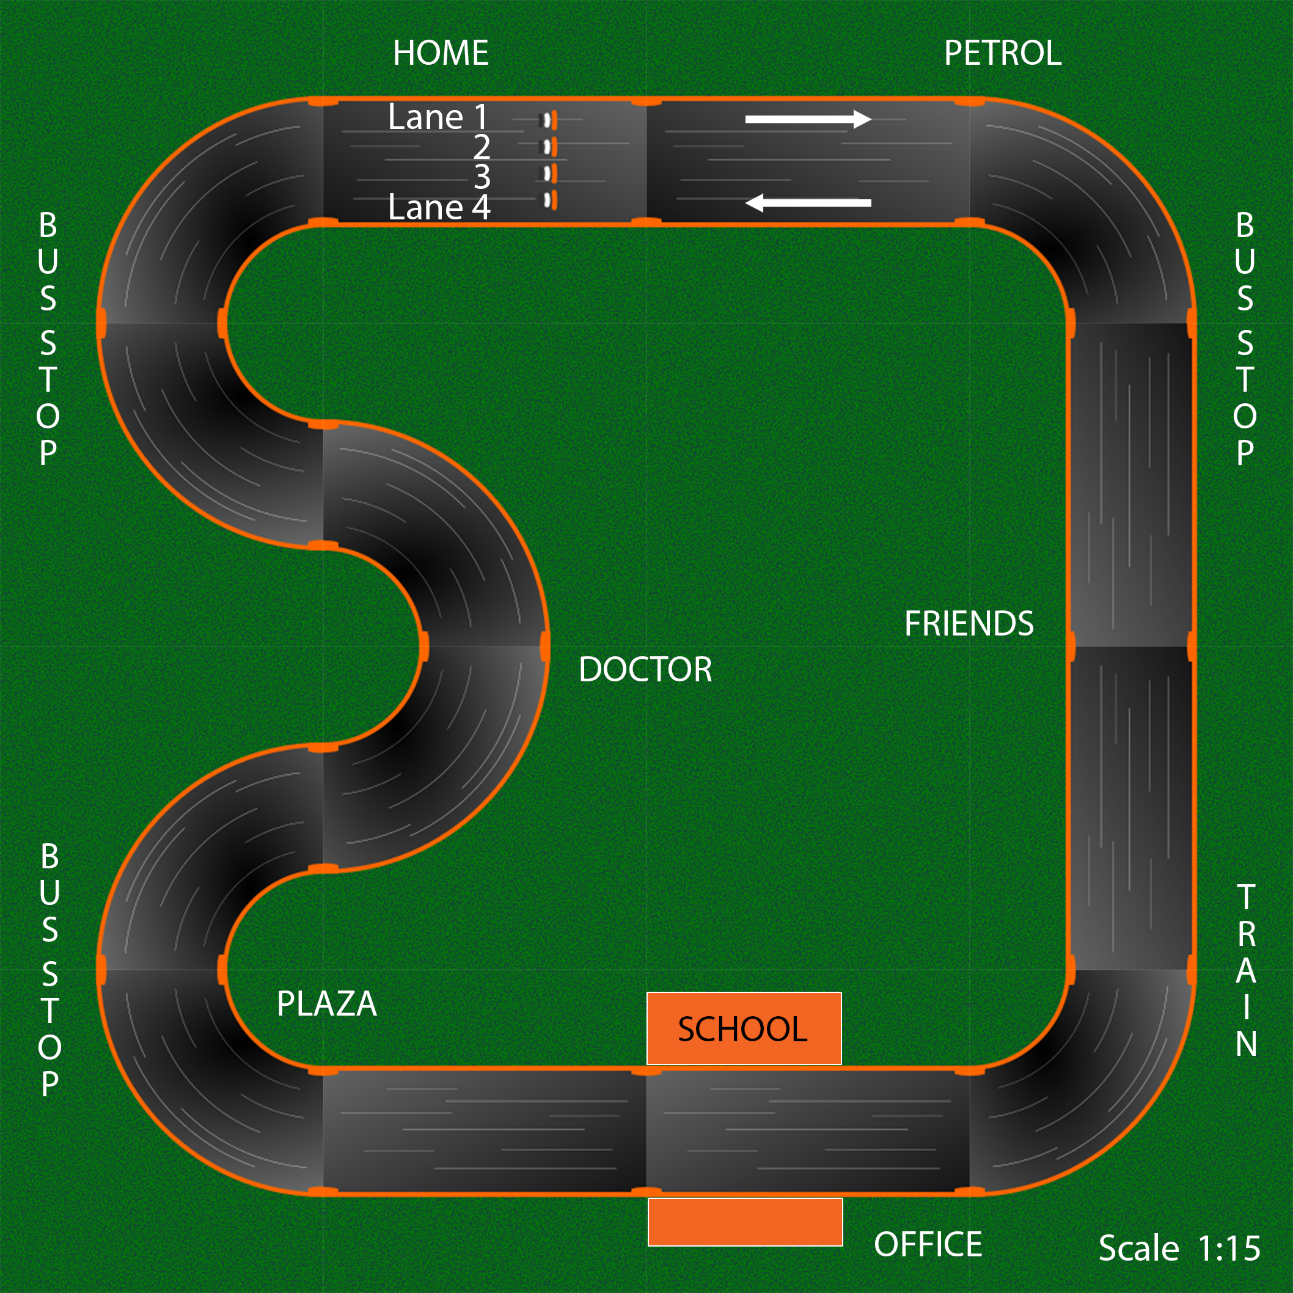 HOME
PETROL
Lane 1
2
3
Lane 4
BUS STOP
BUS STOP
FRIENDS
DOCTOR
BUS STOP
TRAIN
PLAZA
SCHOOL
OFFICE
Scale 1:15